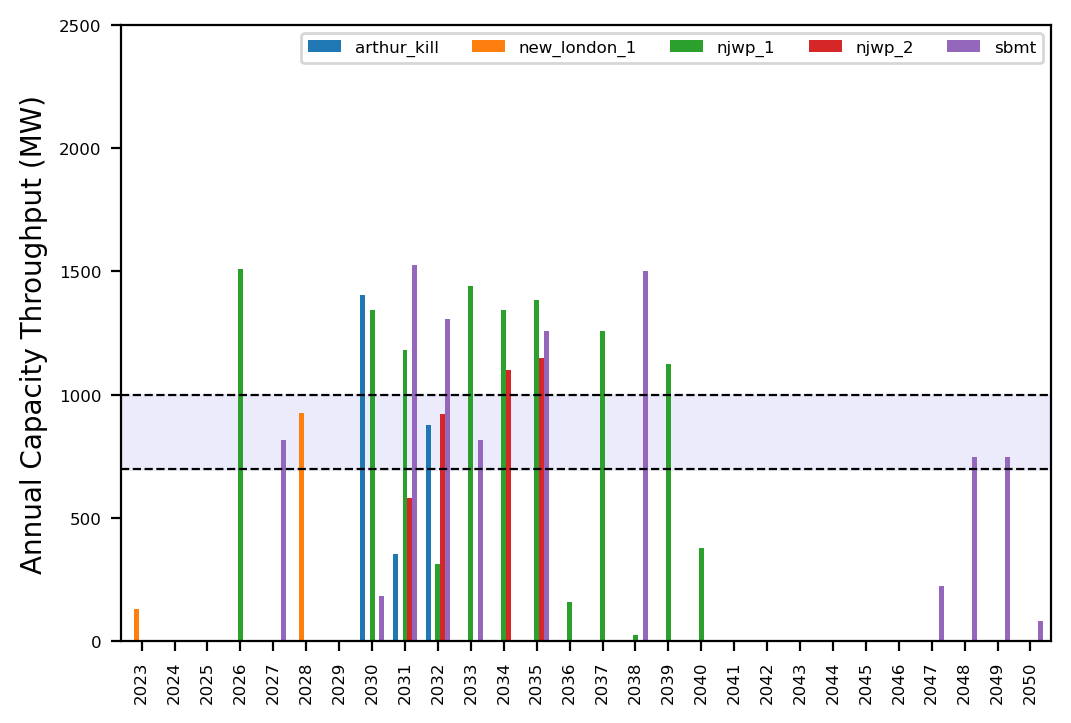 Annual Capacity Throughput (MW)
2500
2000
1500
1000
500
0
arthur_kill new_london_1 njwp_1 njwp_2 sbmt
2023 2024 2025 2026 2027 2028 2029 2030 2031 2032 2033 2034 2035 2036 2037 2038 2039 2040 2041 2042 2043 2044 2045 2046 2047 2048 2049 2050